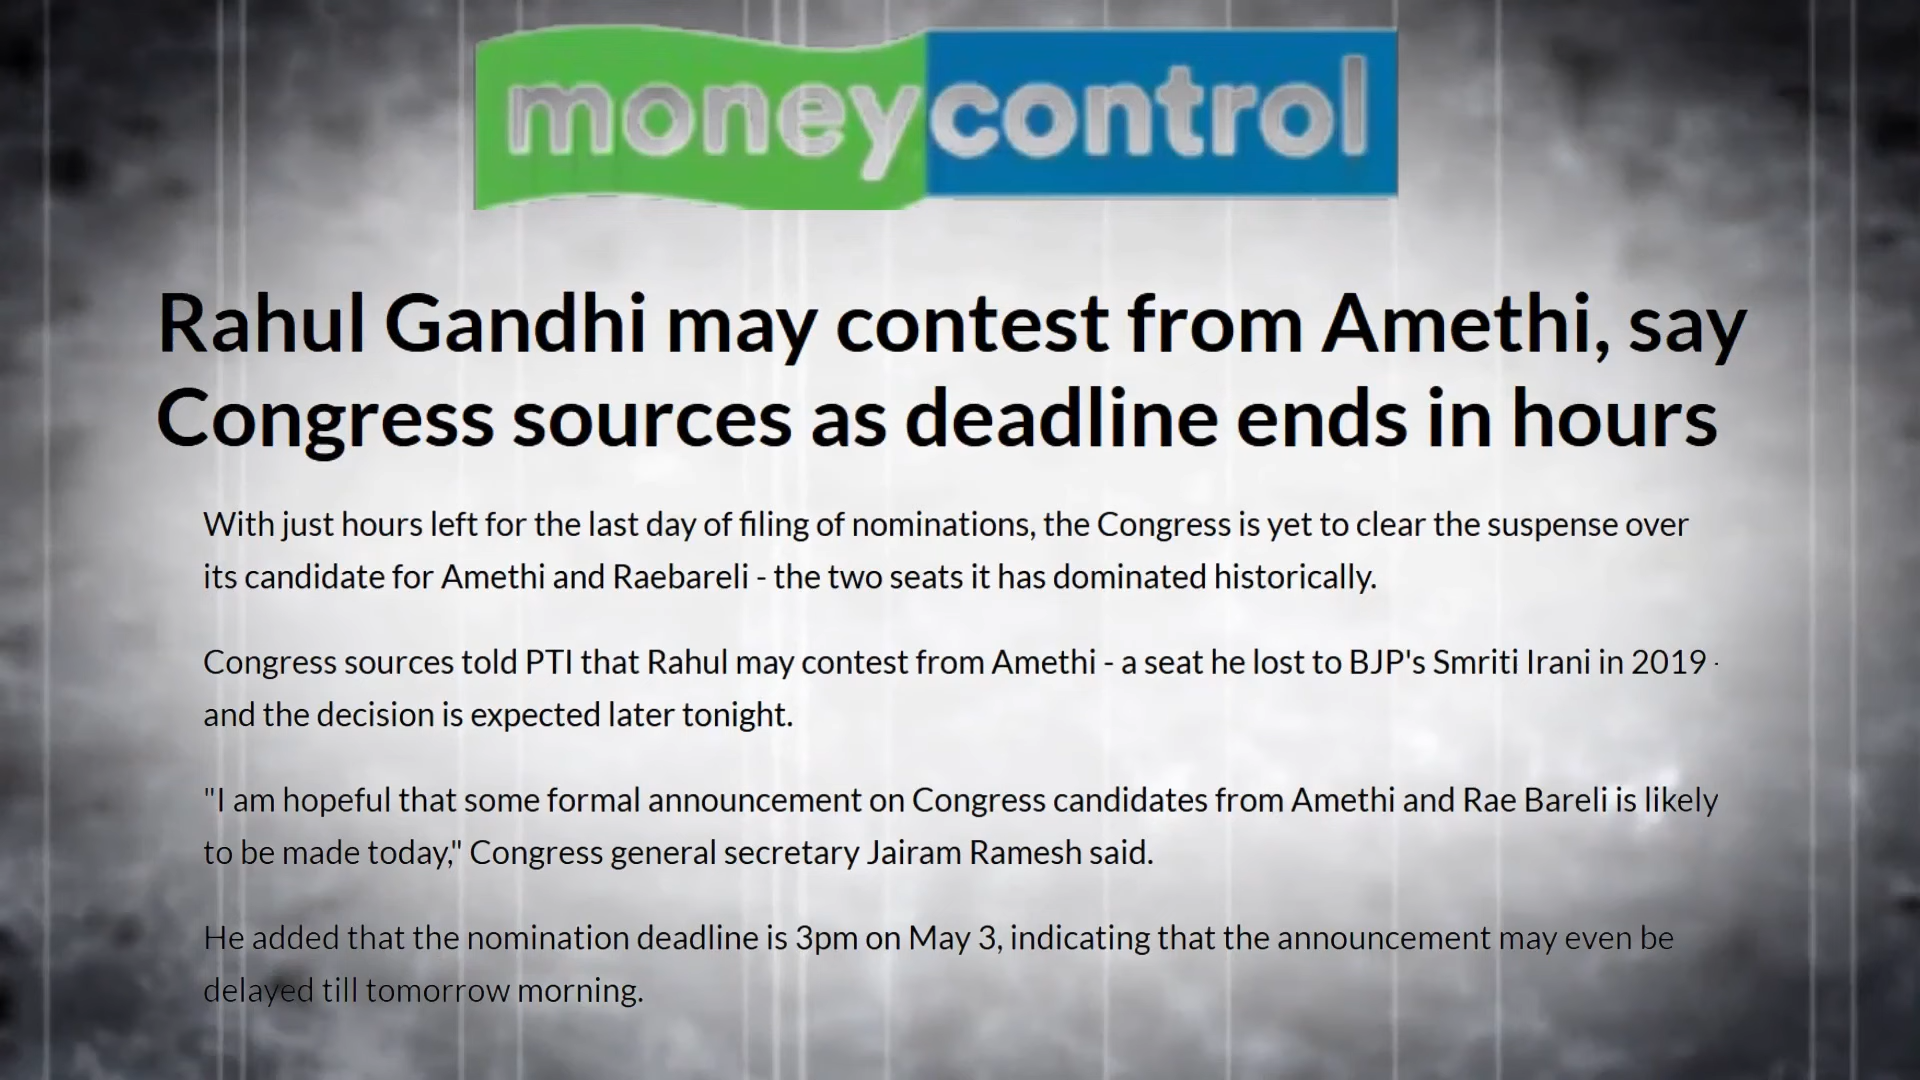 moneycontrol
Rahul Gandhi may contest from Amethi, say
Congress sources as deadline ends in hours
With just hours left for the last day of filing of nominations, the Congress is yet to clear the suspense over
its candidate for Amethi and Raebareli - the two seats it has dominated historically.
Congress sources told PTI that Rahul may contest from Amethi - a seat he lost to BJP's Smriti Irani in 2019 -
and the decision is expected later tonight.
"I am hopeful that some formal announcement on Congress candidates from Amethi and Rae Bareli is likely
to be made today," Congress general secretary Jairam Ramesh said.
He added that the nomination deadline is 3pm on May 3, indicating that the announcement may even be
delayed till tomorrow morning.